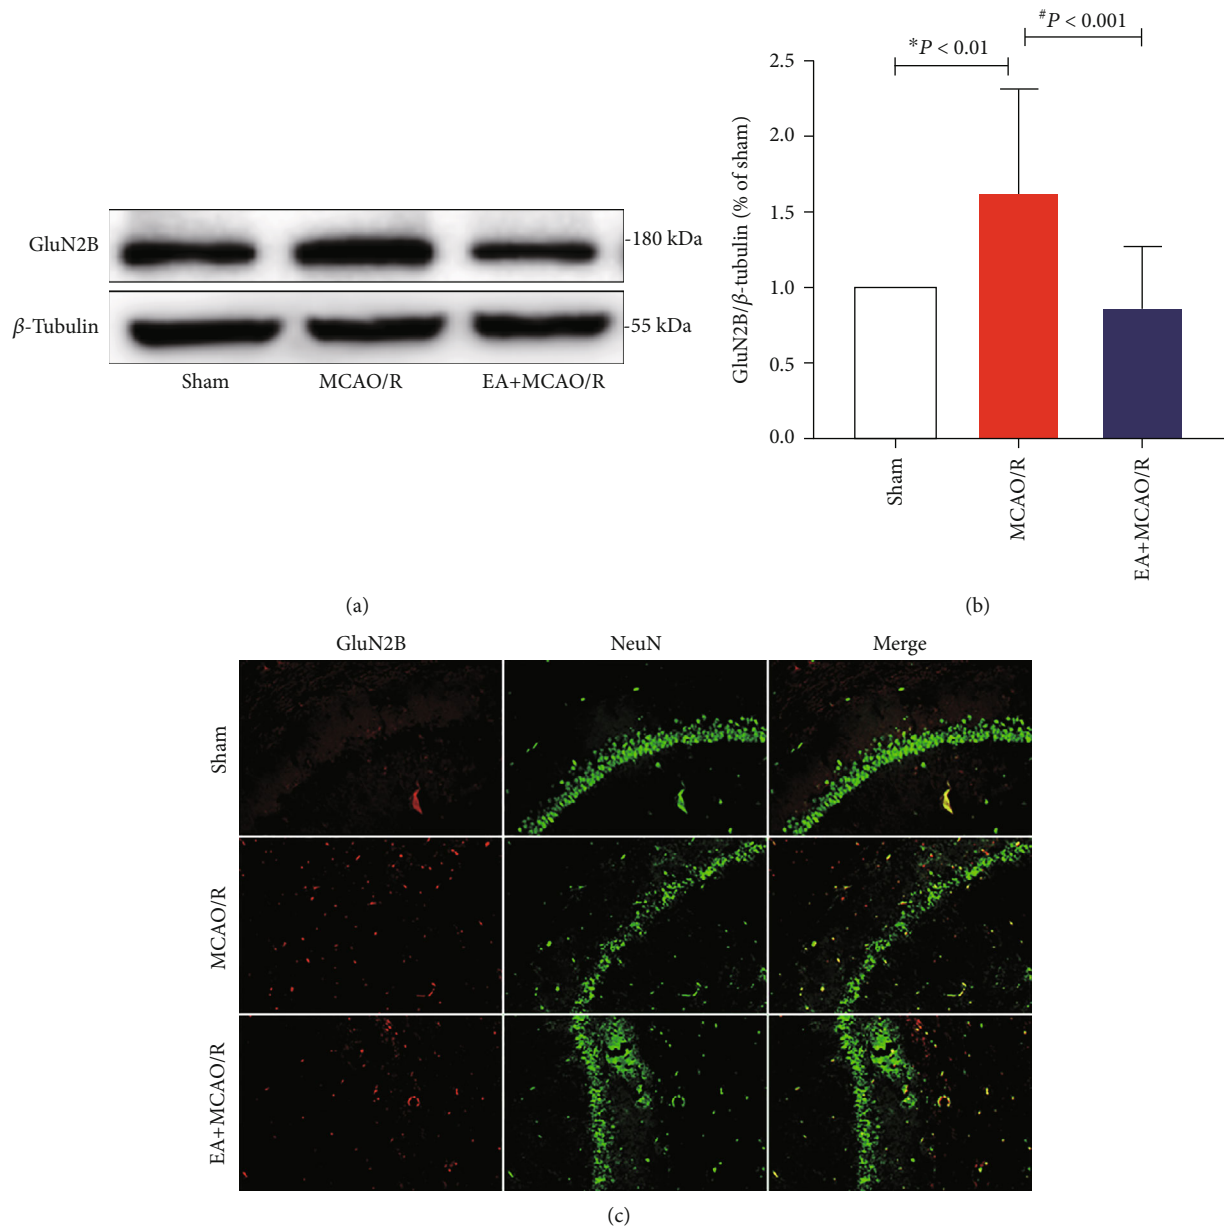 GluN2B
-180 kDa
β-Tubulin
-55 kDa
Sham
MCAO/R
EA+MCAO/R
(a)
#P < 0.001
*P < 0.01
GluN2B/β-tubulin (% of sham)
2.5
2.0
1.5
1.0
0.5
0.0
Sham
MCAO/R
EA+MCAO/R
(b)
GluN2B
NeuN
Merge
Sham
MCAO/R
EA+MCAO/R
(c)